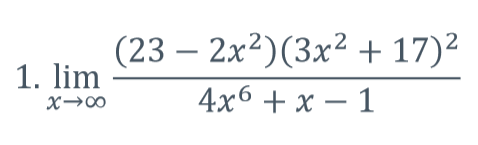 1. lim x→∞ (23 − 2x²)(3x² + 17)² / 4x⁶ + x − 1